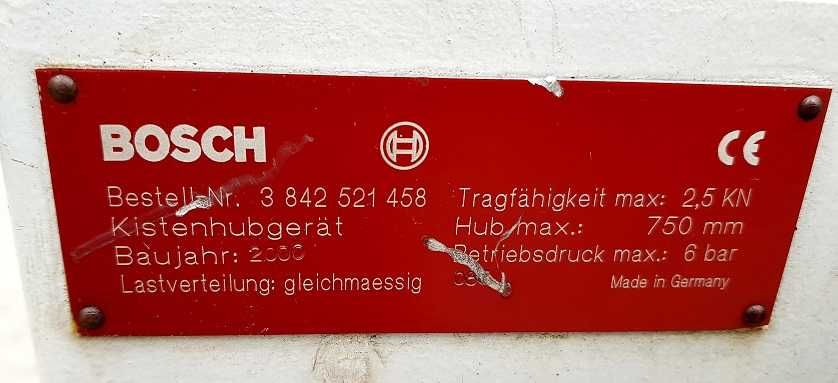 BOSCH
CE
Bestell-Nr. 3 842 521 458
Tragfähigkeit max: 2,5 KN
Kistenhubgerät
Hub max.: 750 mm
Baujahr: 2000
Betriebsdruck max.: 6 bar
Lastverteilung: gleichmaessig
Made in Germany